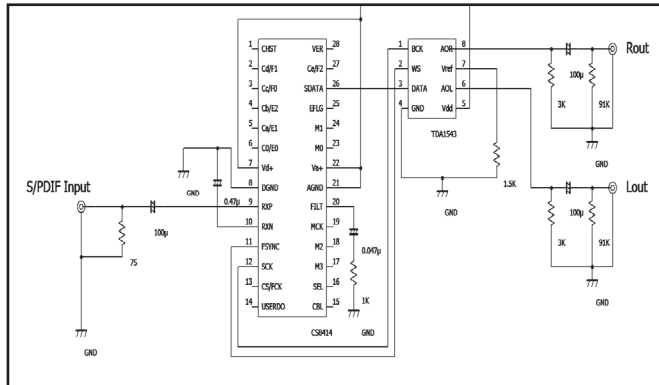 1 CHST VER 28
2 Cd/F1 Ce/F2 27
3 Cc/F0 SDATA 26
4 Cb/E2 EFLG 25
5 Ca/E1 M1 24
6 C0/E0 M0 23
7 Vd+ Va+ 22
8 DGND AGND 21
9 RXP FILT 20
10 RXN MCK 19
11 FSYNC M2 18
12 SCK M3 17
13 CS/FCK SEL 16
14 USERDO CBL 15
CS8414
1 BCK AOR 8
2 WS Vref 7
3 DATA AOL 6
4 GND Vdd 5
TDA1543
S/PDIF Input
100μ
75
GND
GND
0.47μ
0.047μ
1K
GND
GND
1.5K
Rout
100μ
3K
91K
GND
Lout
100μ
3K
91K
GND